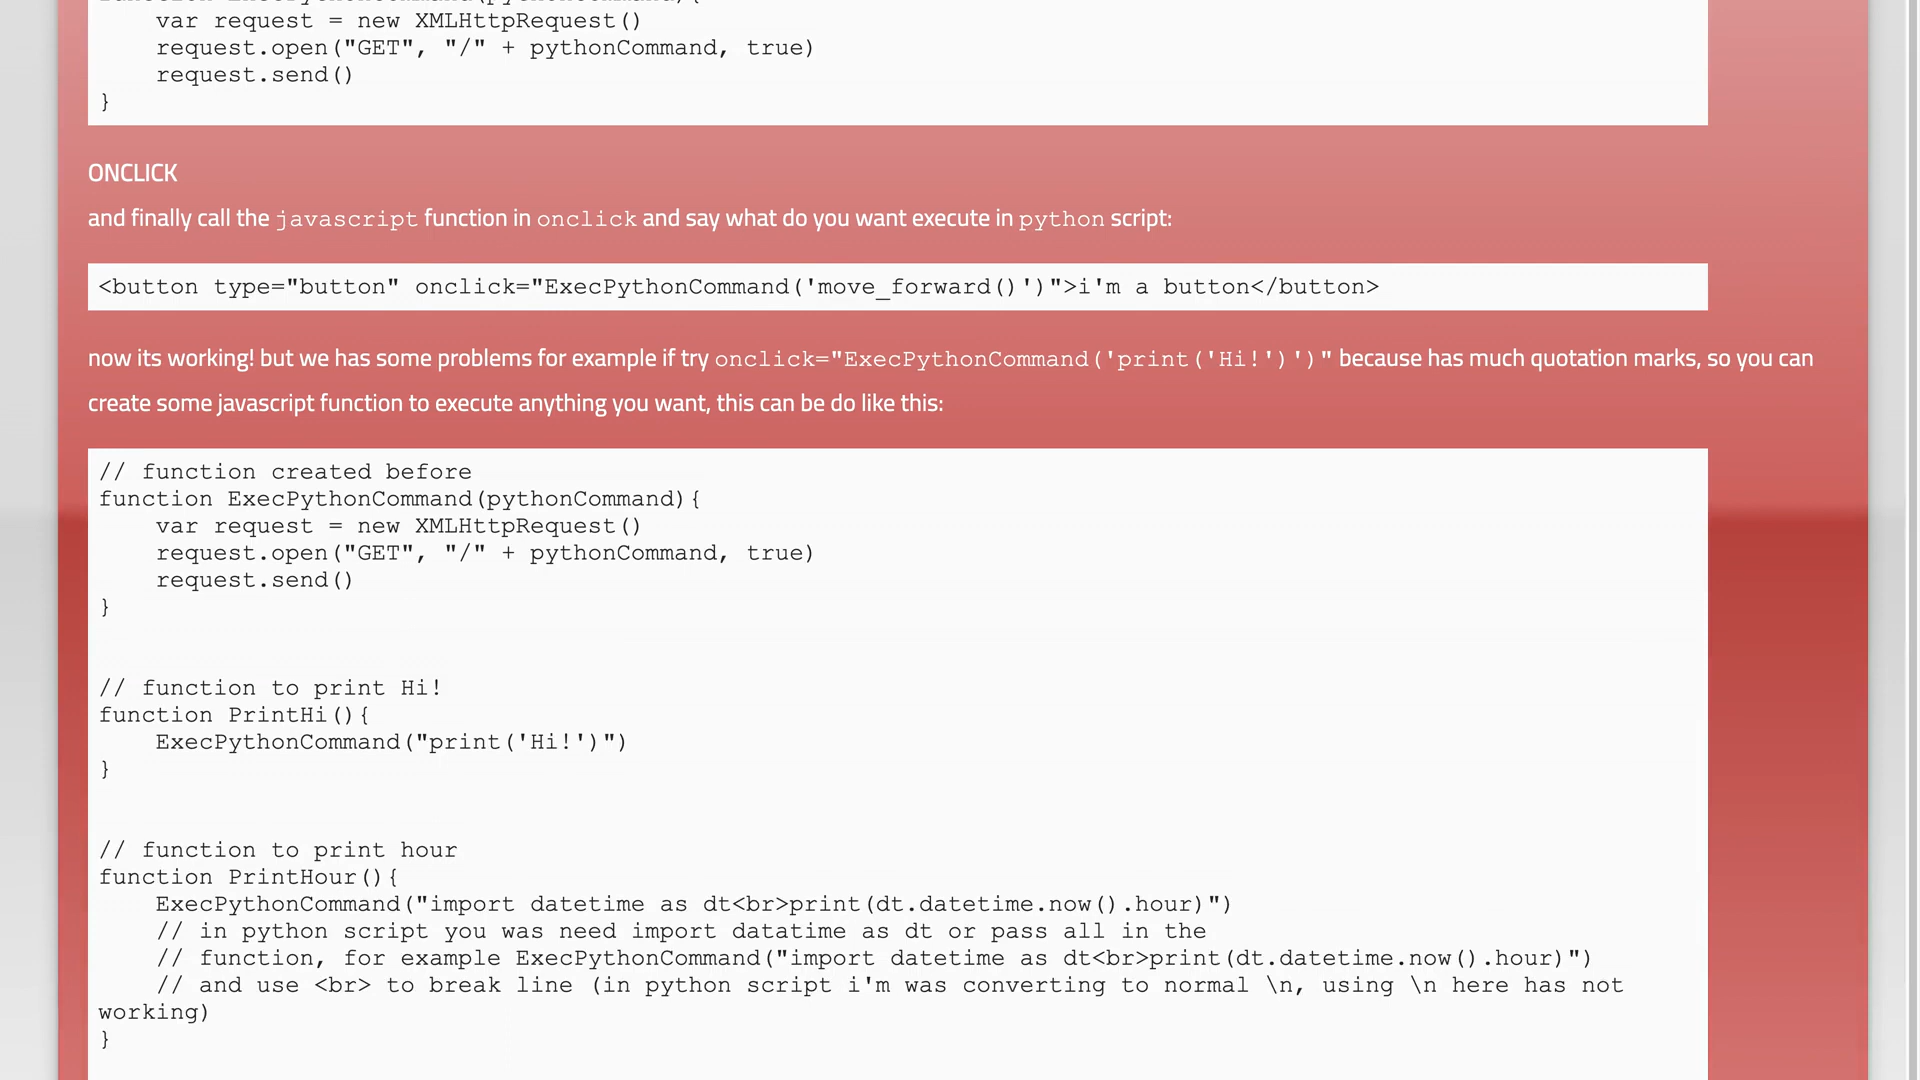 var request = new XMLHttpRequest()
request.open("GET", "/" + pythonCommand, true)
request.send()
}
ONCLICK
and finally call the javascript function in onclick and say what do you want execute in python script:
<button type="button" onclick="ExecPythonCommand('move_forward()')">i'm a button</button>
now its working! but we has some problems for example if try onclick="ExecPythonCommand('print('Hi!')')" because has much quotation marks, so you can
create some javascript function to execute anything you want, this can be do like this:
// function created before
function ExecPythonCommand(pythonCommand){
var request = new XMLHttpRequest()
request.open("GET", "/" + pythonCommand, true)
request.send()
}
// function to print Hi!
function PrintHi(){
ExecPythonCommand("print('Hi!')")
}
// function to print hour
function PrintHour(){
ExecPythonCommand("import datetime as dt<br>print(dt.datetime.now().hour)")
// in python script you was need import datatime as dt or pass all in the
// function, for example ExecPythonCommand("import datetime as dt<br>print(dt.datetime.now().hour)")
// and use <br> to break line (in python script i'm was converting to normal \n, using \n here has not
working)
}